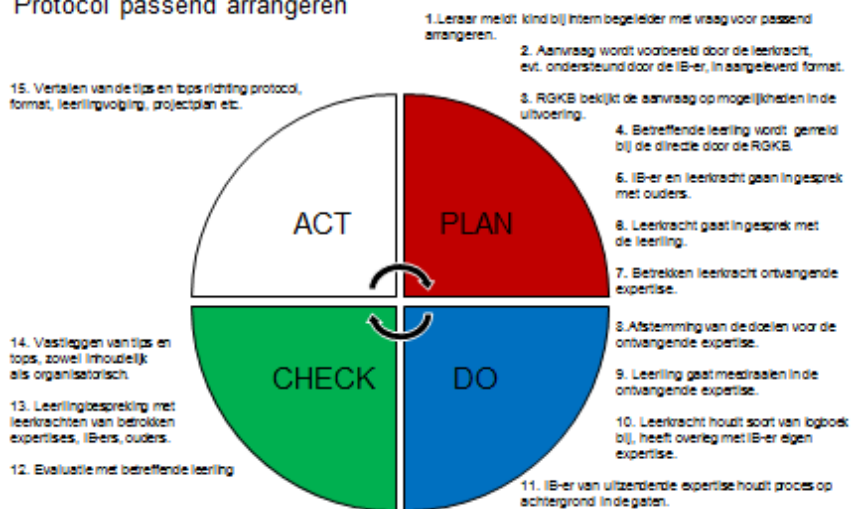 Protocol passend arrangeren
1.Leraar meldt kind bij intern begeleider met vraag voor passend
arrangeren.
2. Aanvraag wordt voorbereid door de leerkracht,
evt. ondersteund door de IB-er, in aangeleverd format.
3. RGKB bekijkt de aanvraag op mogelijkheden in de
uitvoering.
4. Betreffende leerling wordt gemeld
bij de directie door de RGKB.
5. IB-er en leerkracht gaan in gesprek
met ouders.
6. Leerkracht gaat in gesprek met
de leerling.
7. Betrekken leerkracht ontvangende
expertise.
PLAN
8.Afstemming van de doelen voor de
ontvangende expertise.
9. Leerling gaat meedraaien in de
ontvangende expertise.
10. Leerkracht houdt soort van logboek
bij, heeft overleg met IB-er eigen
expertise.
11. IB-er van uitzendende expertise houdt proces op
achtergrond in de gaten.
DO
CHECK
14. Vastleggen van tips en
tops, zowel inhoudelijk
als organisatorisch.
13. Leerlingbespreking met
leerkrachten van betrokken
expertises, IB-ers, ouders.
12. Evaluatie met betreffende leerling
ACT
15. Vertalen van de tips en tops richting protocol,
format, leerlingvolging, projectplan etc.